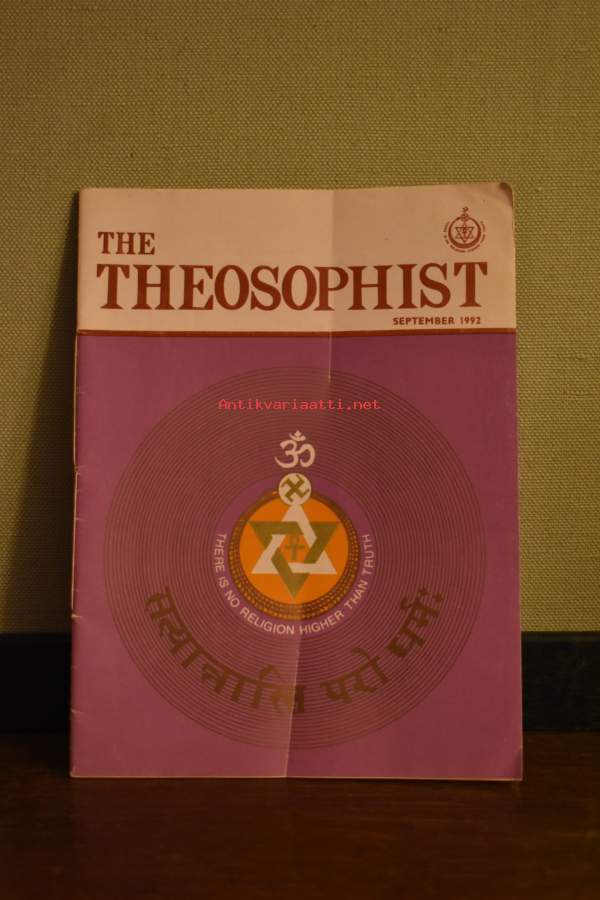 THE
THEOSOPHIST
SEPTEMBER 1992
Antikvariaatti.net
ॐ
THERE IS NO RELIGION HIGHER THAN TRUTH
सत्यान्नास्ति परो धर्मः